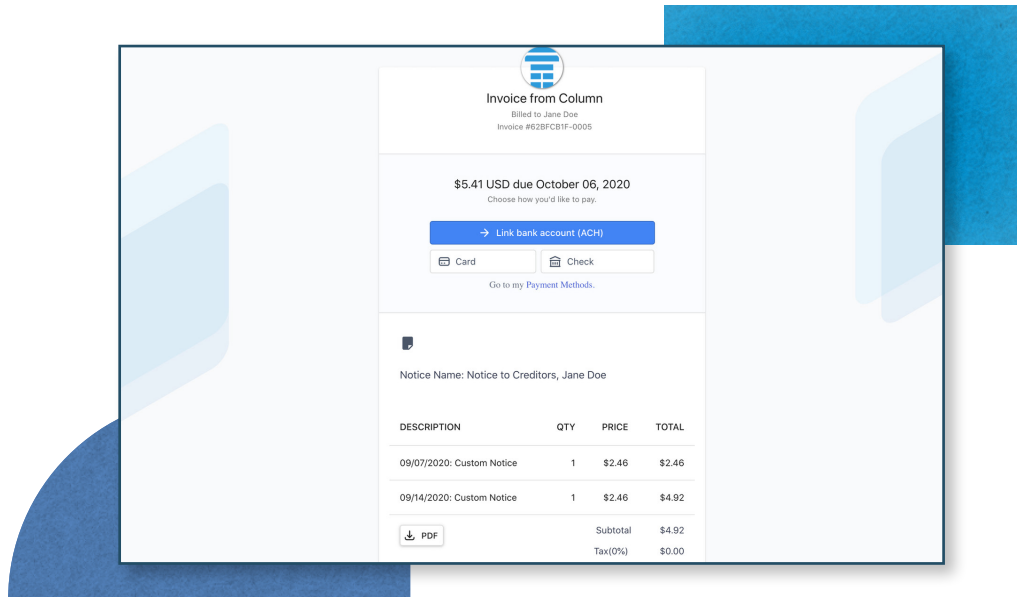 Invoice from Column
Billed to Jane Doe
Invoice #62BFCB1F-0005
$5.41 USD due October 06, 2020
Choose how you'd like to pay.
→ Link bank account (ACH)
Card Check
Go to my Payment Methods.
Notice Name: Notice to Creditors, Jane Doe
DESCRIPTION QTY PRICE TOTAL
09/07/2020: Custom Notice 1 $2.46 $2.46
09/14/2020: Custom Notice 1 $2.46 $4.92
PDF Subtotal $4.92
Tax(0%) $0.00